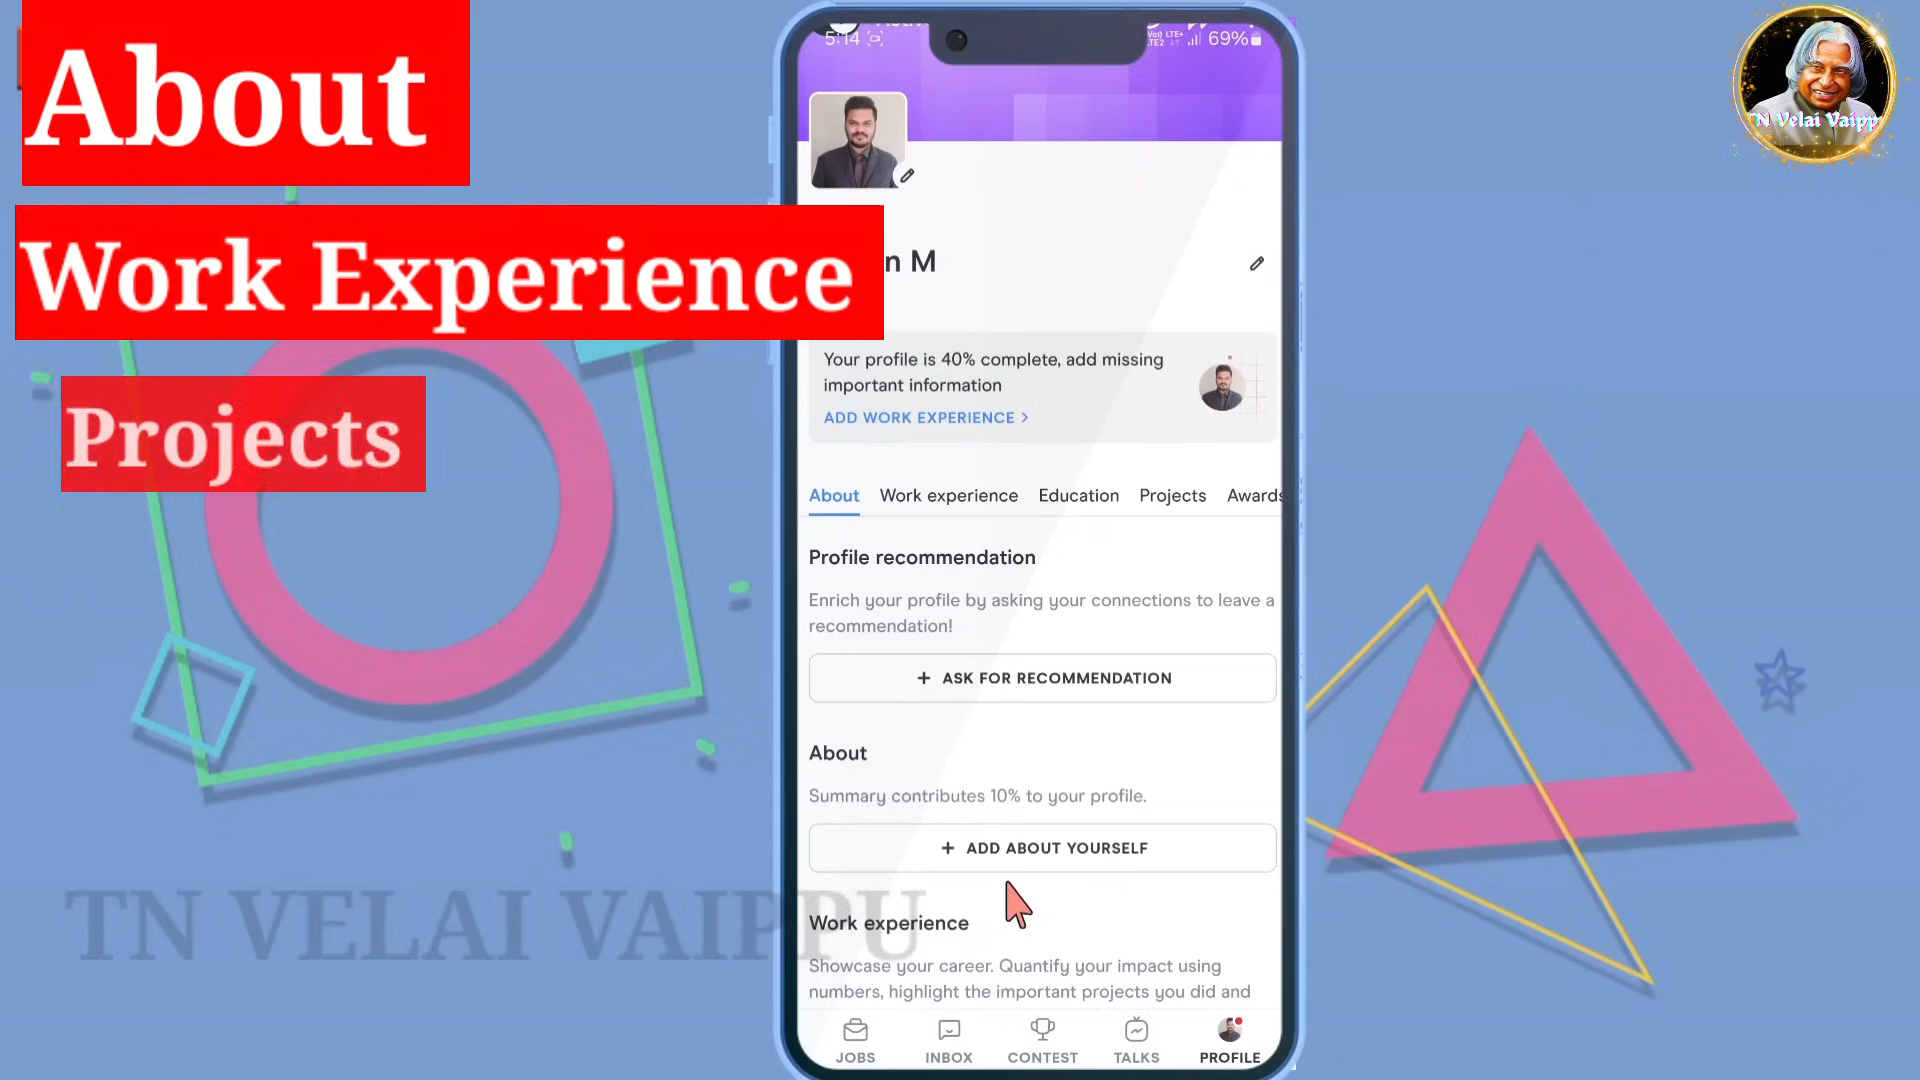 About
Work Experience
Projects
TN Velai Vaipp
5:14
LTE+
LTE2
69%
n M
Your profile is 40% complete, add missing
important information
ADD WORK EXPERIENCE >
About Work experience Education Projects Awards
Profile recommendation
Enrich your profile by asking your connections to leave a
recommendation!
+ ASK FOR RECOMMENDATION
About
Summary contributes 10% to your profile.
+ ADD ABOUT YOURSELF
TN VELAI VAIPPU
Work experience
Showcase your career. Quantify your impact using
numbers, highlight the important projects you did and
JOBS INBOX CONTEST TALKS PROFILE